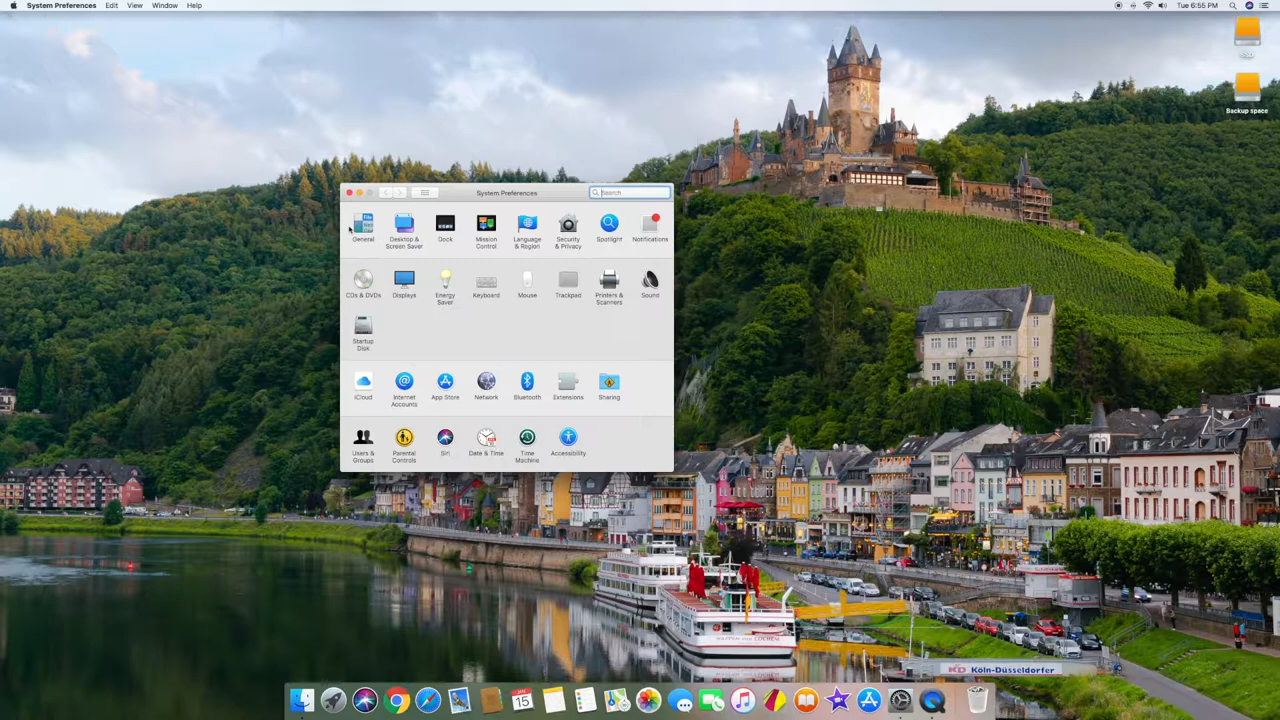 System Preferences Edit View Window Help
Tue 6:55 PM
System Preferences
Search
General
Desktop &
Screen Saver
Dock
Mission
Control
Language
& Region
Security
& Privacy
Spotlight
Notifications
CDs & DVDs
Displays
Energy
Saver
Keyboard
Mouse
Trackpad
Printers &
Scanners
Sound
Startup
Disk
iCloud
Internet
Accounts
App Store
Network
Bluetooth
Extensions
Sharing
Users &
Groups
Parental
Controls
Siri
Date & Time
Time
Machine
Accessibility
Backup space
KD Köln-Düsseldorfer
15